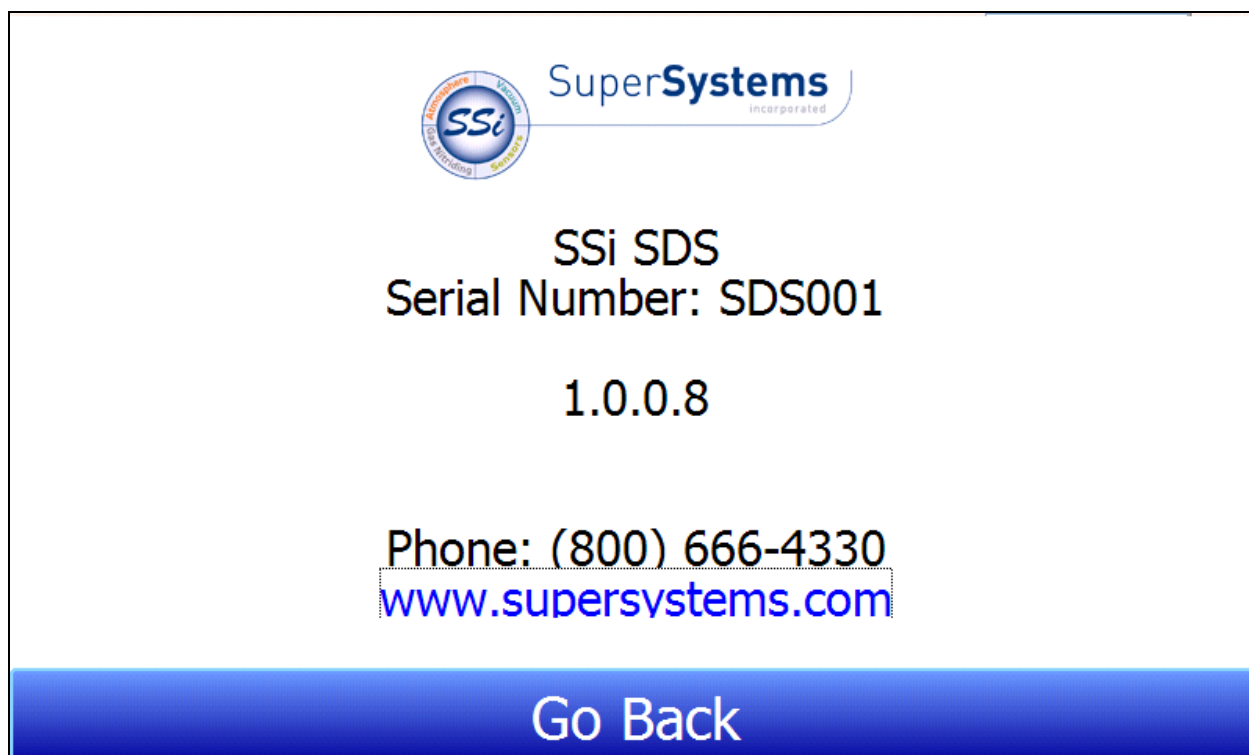 Atmosphere
Vacuum
Gas Nitriding
Sensors
SSi
SuperSystems
incorporated
SSi SDS
Serial Number: SDS001
1.0.0.8
Phone: (800) 666-4330
www.supersystems.com
Go Back